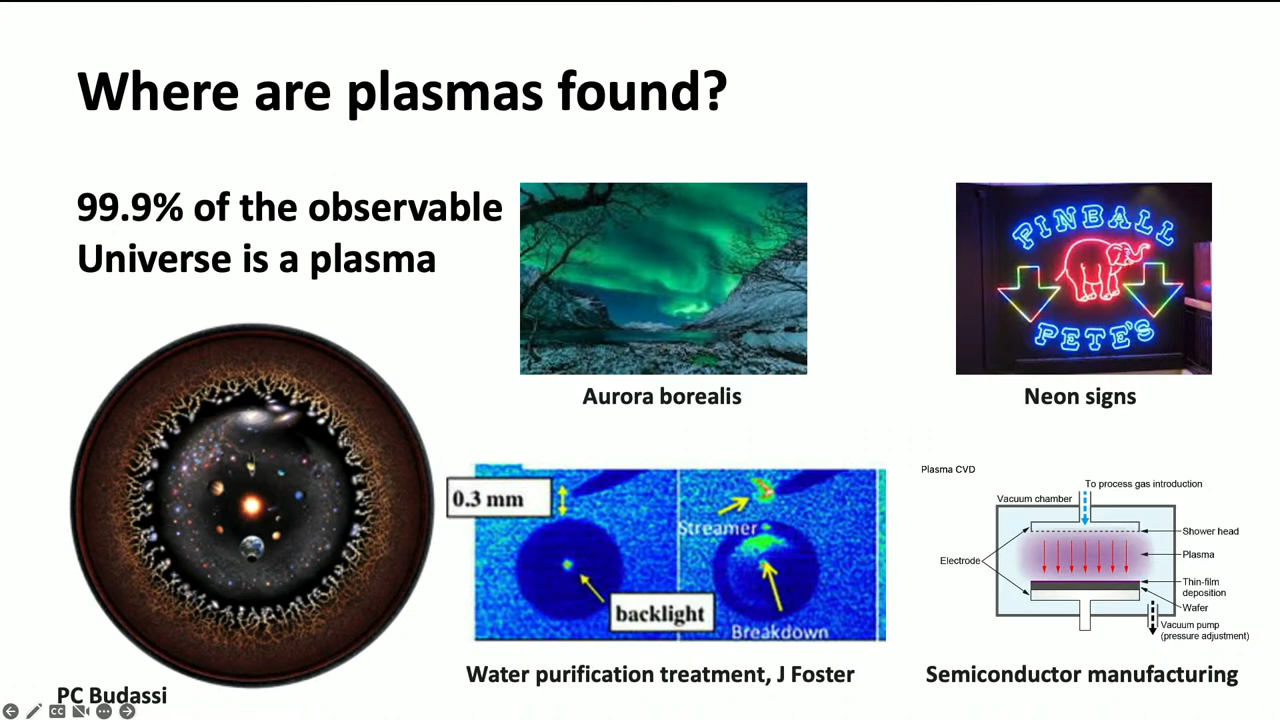 Where are plasmas found?
99.9% of the observable
Universe is a plasma
PINBALL
PETE'S
Aurora borealis
Neon signs
0.3 mm
Streamer
backlight
Breakdown
Plasma CVD
To process gas introduction
Vacuum chamber
Shower head
Electrode
Plasma
Thin-film
deposition
Wafer
Vacuum pump
(pressure adjustment)
Water purification treatment, J Foster
Semiconductor manufacturing
PC Budassi
CC